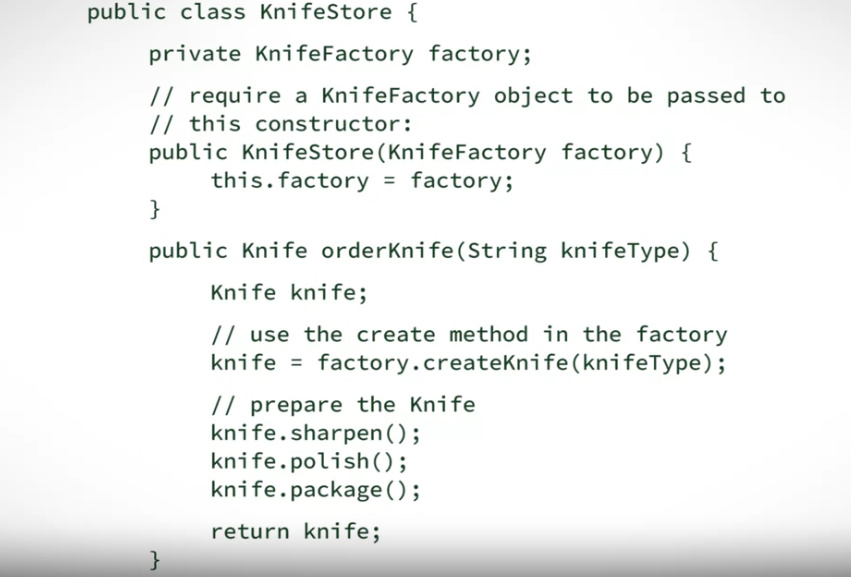 public class KnifeStore {
private KnifeFactory factory;
// require a KnifeFactory object to be passed to
// this constructor:
public KnifeStore(KnifeFactory factory) {
this.factory = factory;
}
public Knife orderKnife(String knifeType) {
Knife knife;
// use the create method in the factory
knife = factory.createKnife(knifeType);
// prepare the Knife
knife.sharpen();
knife.polish();
knife.package();
return knife;
}